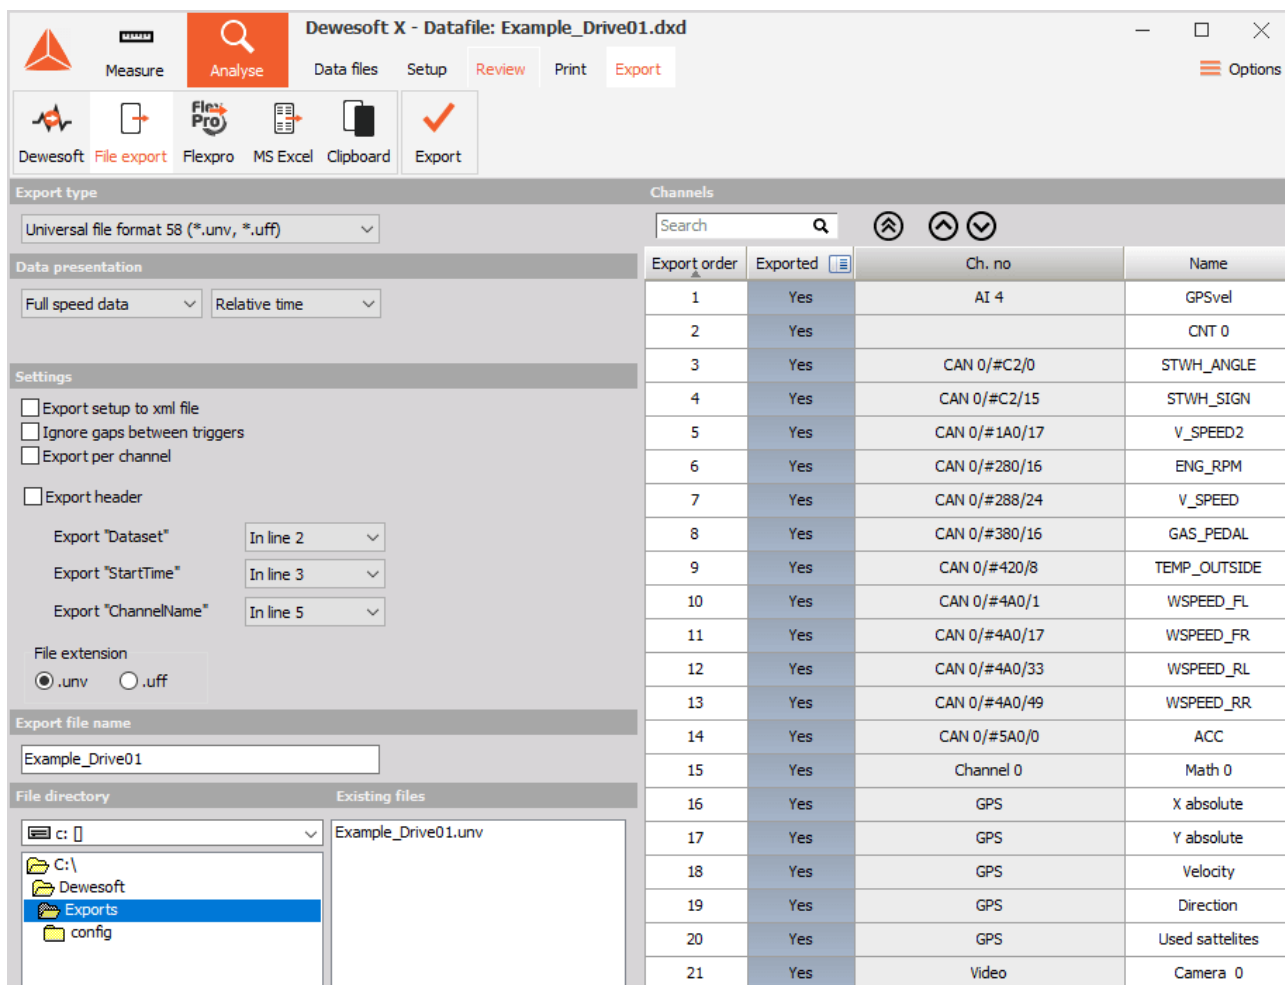 Dewesoft X - Datafile: Example_Drive01.dxd
Measure
Analyse
Data files
Setup
Review
Print
Export
Options
Flex
Pro
Dewesoft
File export
Flexpro
MS Excel
Clipboard
Export
Export type
Universal file format 58 (*.unv, *.uff)
Data presentation
Full speed data
Relative time
Settings
Export setup to xml file
Ignore gaps between triggers
Export per channel
Export header
Export "Dataset" In line 2
Export "StartTime" In line 3
Export "ChannelName" In line 5
File extension
.unv .uff
Export file name
Example_Drive01
File directory
c: []
C:\
Dewesoft
Exports
config
Existing files
Example_Drive01.unv
Channels
Search
Export order Exported Ch. no Name
1 Yes AI 4 GPSvel
2 Yes CNT 0
3 Yes CAN 0/#C2/0 STWH_ANGLE
4 Yes CAN 0/#C2/15 STWH_SIGN
5 Yes CAN 0/#1A0/17 V_SPEED2
6 Yes CAN 0/#280/16 ENG_RPM
7 Yes CAN 0/#288/24 V_SPEED
8 Yes CAN 0/#380/16 GAS_PEDAL
9 Yes CAN 0/#420/8 TEMP_OUTSIDE
10 Yes CAN 0/#4A0/1 WSPEED_FL
11 Yes CAN 0/#4A0/17 WSPEED_FR
12 Yes CAN 0/#4A0/33 WSPEED_RL
13 Yes CAN 0/#4A0/49 WSPEED_RR
14 Yes CAN 0/#5A0/0 ACC
15 Yes Channel 0 Math 0
16 Yes GPS X absolute
17 Yes GPS Y absolute
18 Yes GPS Velocity
19 Yes GPS Direction
20 Yes GPS Used sattelites
21 Yes Video Camera 0